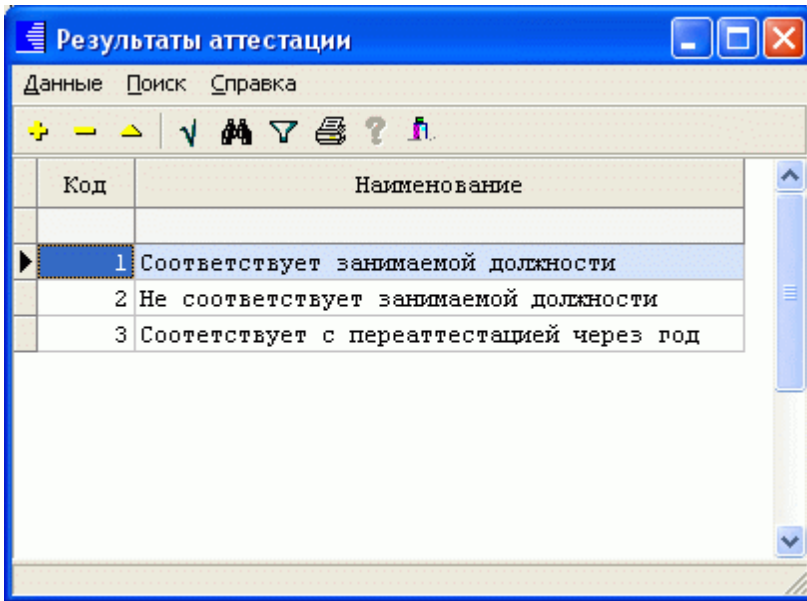 Результаты аттестации
Данные Поиск Справка
Код Наименование
1 Соответствует занимаемой должности
2 Не соответствует занимаемой должности
3 Соотетствует с переаттестацией через год